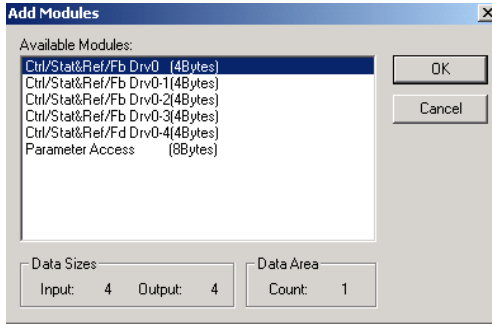 Add Modules
Available Modules:
Ctrl/Stat&Ref/Fb Drv0 (4Bytes)
Ctrl/Stat&Ref/Fb Drv0-1(4Bytes)
Ctrl/Stat&Ref/Fb Drv0-2(4Bytes)
Ctrl/Stat&Ref/Fb Drv0-3(4Bytes)
Ctrl/Stat&Ref/Fd Drv0-4(4Bytes)
Parameter Access (8Bytes)
OK
Cancel
Data Sizes
Input: 4 Output: 4
Data Area
Count: 1